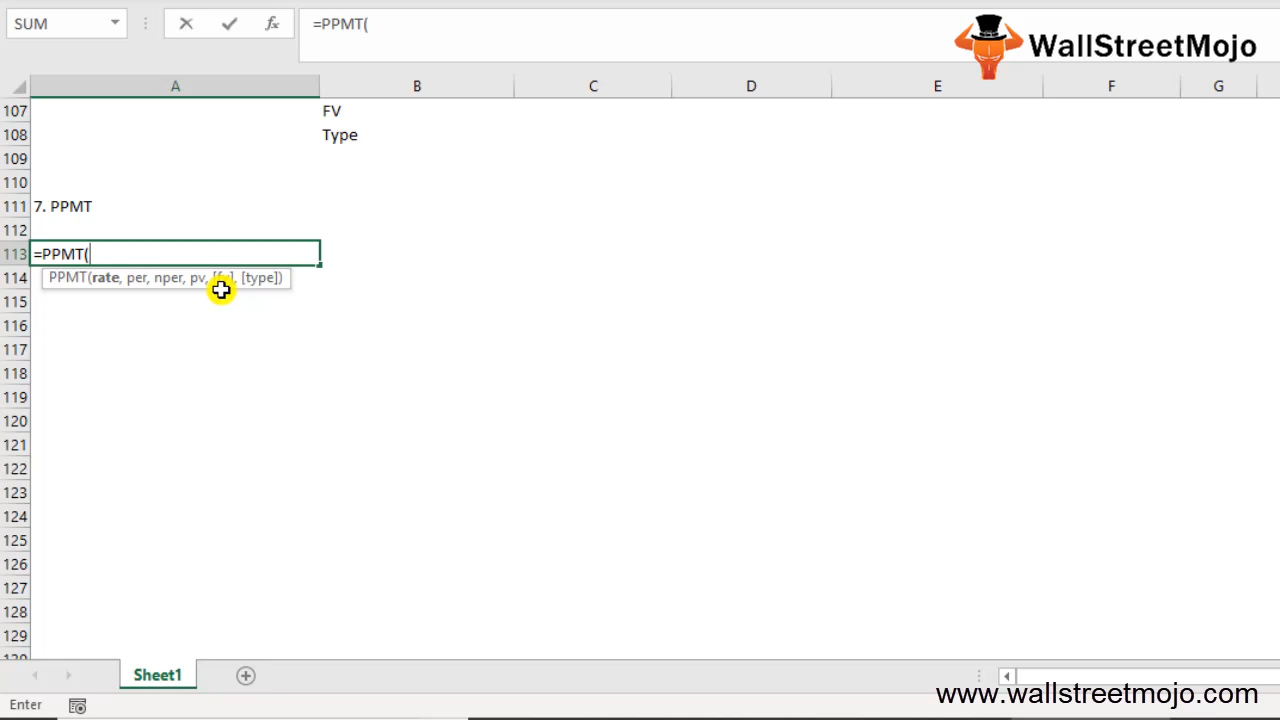 SUM
fx
=PPMT(
WallStreetMojo
A B C D E F G
107 FV
108 Type
109
110
111 7. PPMT
112
113 =PPMT(
114 PPMT(rate, per, nper, pv, [fv], [type])
115
116
117
118
119
120
121
122
123
124
125
126
127
128
129
Sheet1
www.wallstreetmojo.com
Enter